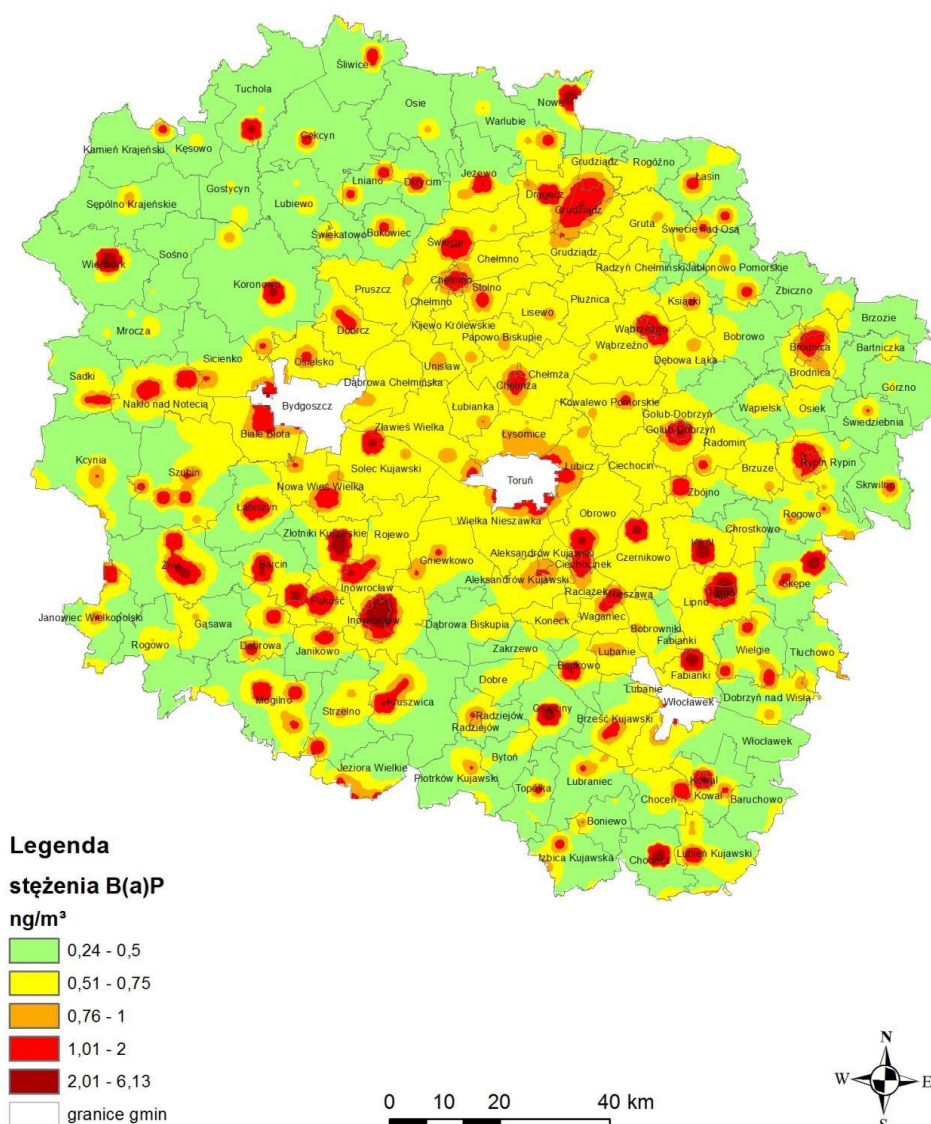 Śliwice
Tuchola
Osie
Nowe
Warlubie
Cekcyn
Kamień Krajeński
Kęsowo
Grudziądz
Rogóźno
Lniano
Drzycim
Jeżewo
Łasin
Gostycyn
Dragacz
Sępólno Krajeńskie
Lubiewo
Grudziądz
Gruta
Świekatowo
Bukowiec
Świecie nad Osą
Świecie
Sośno
Chełmno
Grudziądz
Więcbork
Radzyń Chełmiński
Jabłonowo Pomorskie
Koronowo
Pruszcz
Chełmno
Stolno
Płużnica
Zbiczno
Chełmno
Książki
Lisewo
Brzozie
Mrocza
Dobrcz
Kijewo Królewskie
Wąbrzeźno
Papowo Biskupie
Bobrowo
Sicienko
Wąbrzeźno
Brodnica
Bartniczka
Osielsko
Unisław
Dębowa Łąka
Sadki
Chełmża
Brodnica
Dąbrowa Chełmińska
Chełmża
Górzno
Nakło nad Notecią
Bydgoszcz
Łubianka
Kowalewo Pomorskie
Wąpielsk
Osiek
Golub-Dobrzyń
Świedziebnia
Białe Błota
Zławieś Wielka
Łysomice
Golub-Dobrzyń
Radomin
Kcynia
Solec Kujawski
Lubicz
Ciechocin
Rypin
Rypin
Szubin
Toruń
Brzuze
Nowa Wieś Wielka
Zbójno
Skrwilno
Łabiszyn
Obrowo
Rogowo
Wielka Nieszawka
Złotniki Kujawskie
Rojewo
Chrostkowo
Aleksandrów Kujawski
Czernikowo
Kikół
Żnin
Barcin
Gniewkowo
Ciechocinek
Aleksandrów Kujawski
Skępe
Inowrocław
Raciążek
Nieszawa
Lipno
Pakość
Lipno
Janowiec Wielkopolski
Waganiec
Gąsawa
Inowrocław
Dąbrowa Biskupia
Koneck
Bobrowniki
Rogowo
Dąbrowa
Zakrzewo
Fabianki
Janikowo
Lubanie
Wielgie
Tłuchowo
Bądkowo
Fabianki
Dobre
Lubanie
Dobrzyń nad Wisłą
Mogilno
Kruszwica
Włocławek
Strzelno
Radziejów
Osięciny
Brześć Kujawski
Radziejów
Włocławek
Bytoń
Jeziora Wielkie
Piotrków Kujawski
Lubraniec
Kowal
Topólka
Choceń
Kowal
Baruchowo
Boniewo
Izbica Kujawska
Chodecz
Lubień Kujawski
Legenda
stężenia B(a)P
ng/m³
0,24 - 0,5
0,51 - 0,75
0,76 - 1
1,01 - 2
2,01 - 6,13
granice gmin
0 10 20 40 km
N
W E
S